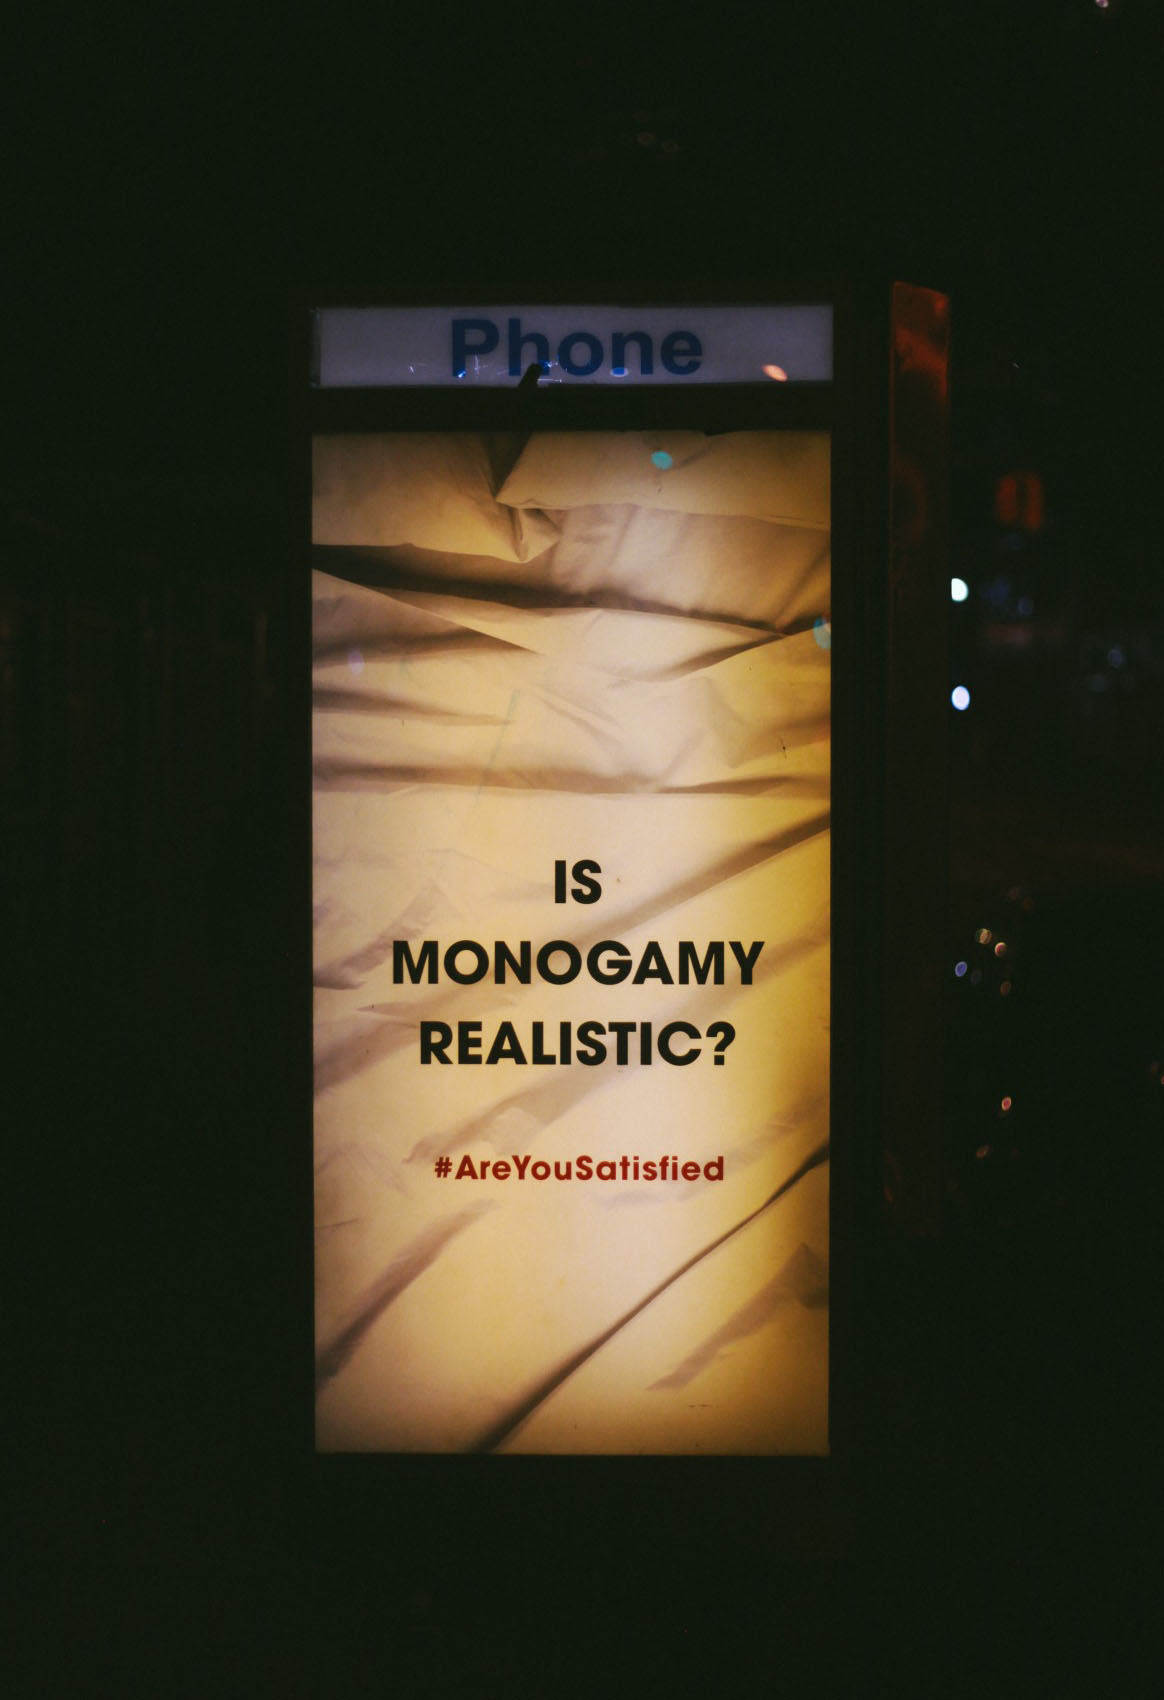 Phone
IS
MONOGAMY
REALISTIC?
#AreYouSatisfied